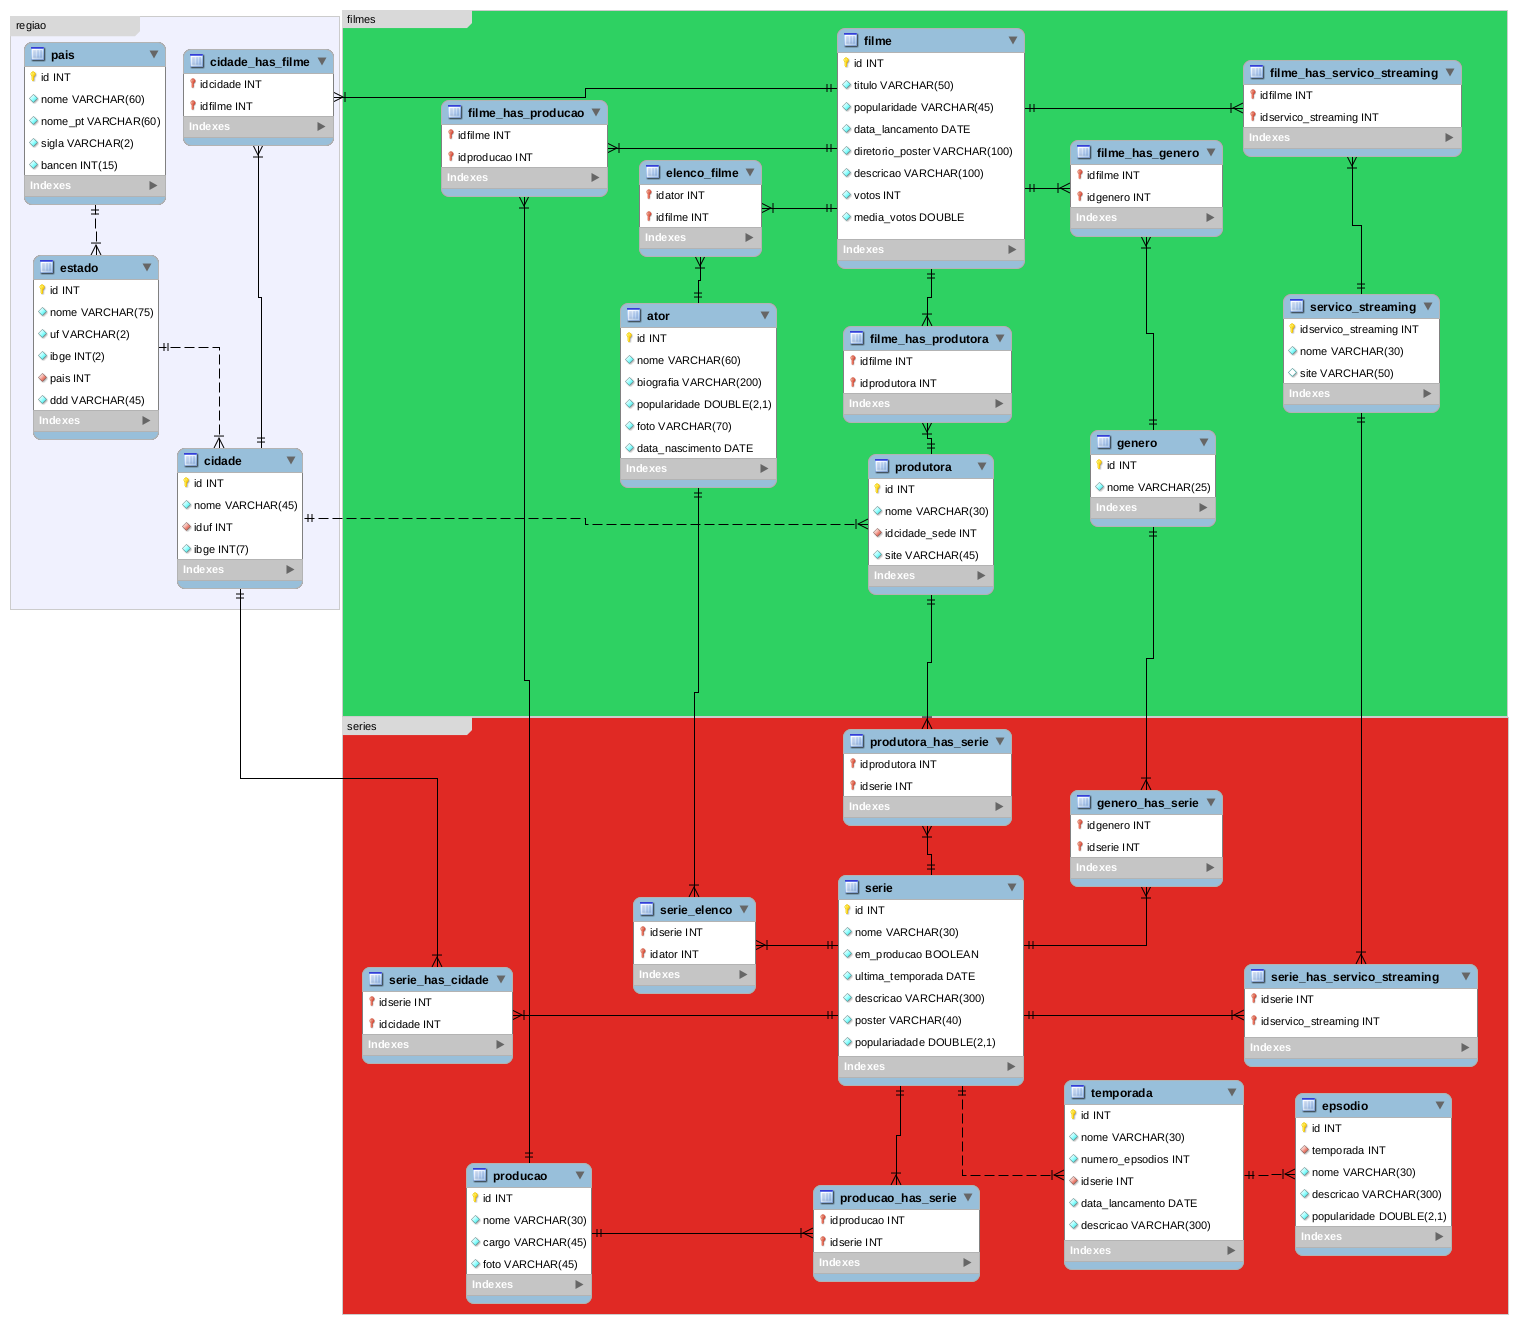 regiao
pais
id INT
nome VARCHAR(60)
nome_pt VARCHAR(60)
sigla VARCHAR(2)
bancen INT(15)
Indexes
cidade_has_filme
idcidade INT
idfilme INT
Indexes
estado
id INT
nome VARCHAR(75)
uf VARCHAR(2)
ibge INT(2)
pais INT
ddd VARCHAR(45)
Indexes
cidade
id INT
nome VARCHAR(45)
iduf INT
ibge INT(7)
Indexes
filmes
filme_has_producao
idfilme INT
idproducao INT
Indexes
elenco_filme
idator INT
idfilme INT
Indexes
filme
id INT
titulo VARCHAR(50)
popularidade VARCHAR(45)
data_lancamento DATE
diretorio_poster VARCHAR(100)
descricao VARCHAR(100)
votos INT
media_votos DOUBLE
Indexes
filme_has_genero
idfilme INT
idgenero INT
Indexes
filme_has_servico_streaming
idfilme INT
idservico_streaming INT
Indexes
ator
id INT
nome VARCHAR(60)
biografia VARCHAR(200)
popularidade DOUBLE(2,1)
foto VARCHAR(70)
data_nascimento DATE
Indexes
filme_has_produtora
idfilme INT
idprodutora INT
Indexes
servico_streaming
idservico_streaming INT
nome VARCHAR(30)
site VARCHAR(50)
Indexes
produtora
id INT
nome VARCHAR(30)
idcidade_sede INT
site VARCHAR(45)
Indexes
genero
id INT
nome VARCHAR(25)
Indexes
series
produtora_has_serie
idprodutora INT
idserie INT
Indexes
genero_has_serie
idgenero INT
idserie INT
Indexes
serie_elenco
idserie INT
idator INT
Indexes
serie
id INT
nome VARCHAR(30)
em_producao BOOLEAN
ultima_temporada DATE
descricao VARCHAR(300)
poster VARCHAR(40)
populariadade DOUBLE(2,1)
Indexes
serie_has_cidade
idserie INT
idcidade INT
Indexes
serie_has_servico_streaming
idserie INT
idservico_streaming INT
Indexes
temporada
id INT
nome VARCHAR(30)
numero_epsodios INT
idserie INT
data_lancamento DATE
descricao VARCHAR(300)
Indexes
epsodio
id INT
temporada INT
nome VARCHAR(30)
descricao VARCHAR(300)
popularidade DOUBLE(2,1)
Indexes
producao
id INT
nome VARCHAR(30)
cargo VARCHAR(45)
foto VARCHAR(45)
Indexes
producao_has_serie
idproducao INT
idserie INT
Indexes